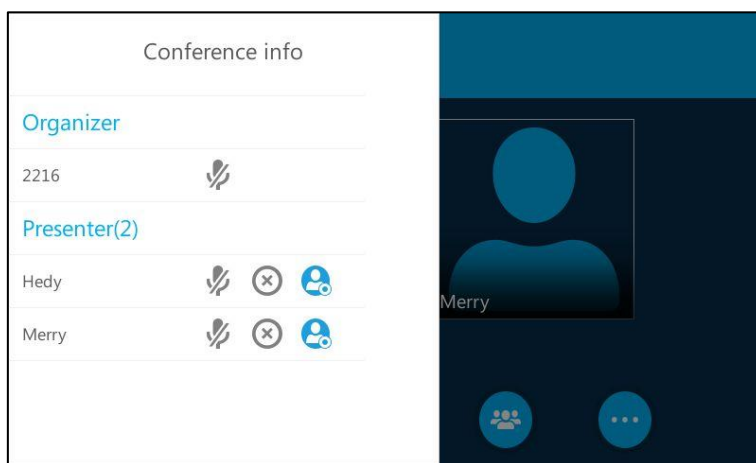 Conference info
Organizer
2216
Presenter(2)
Hedy
Merry
Merry